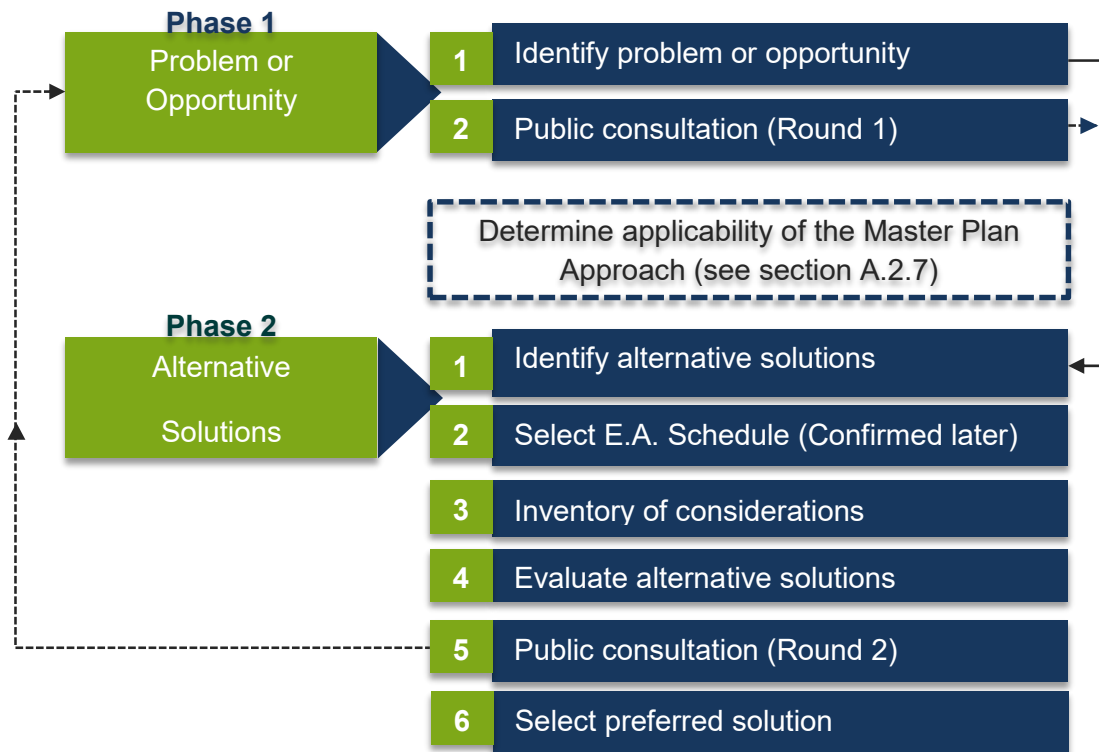 Phase 1
Problem or
Opportunity
1
Identify problem or opportunity
2
Public consultation (Round 1)
Determine applicability of the Master Plan
Approach (see section A.2.7)
Phase 2
Alternative
Solutions
1
Identify alternative solutions
2
Select E.A. Schedule (Confirmed later)
3
Inventory of considerations
4
Evaluate alternative solutions
5
Public consultation (Round 2)
6
Select preferred solution